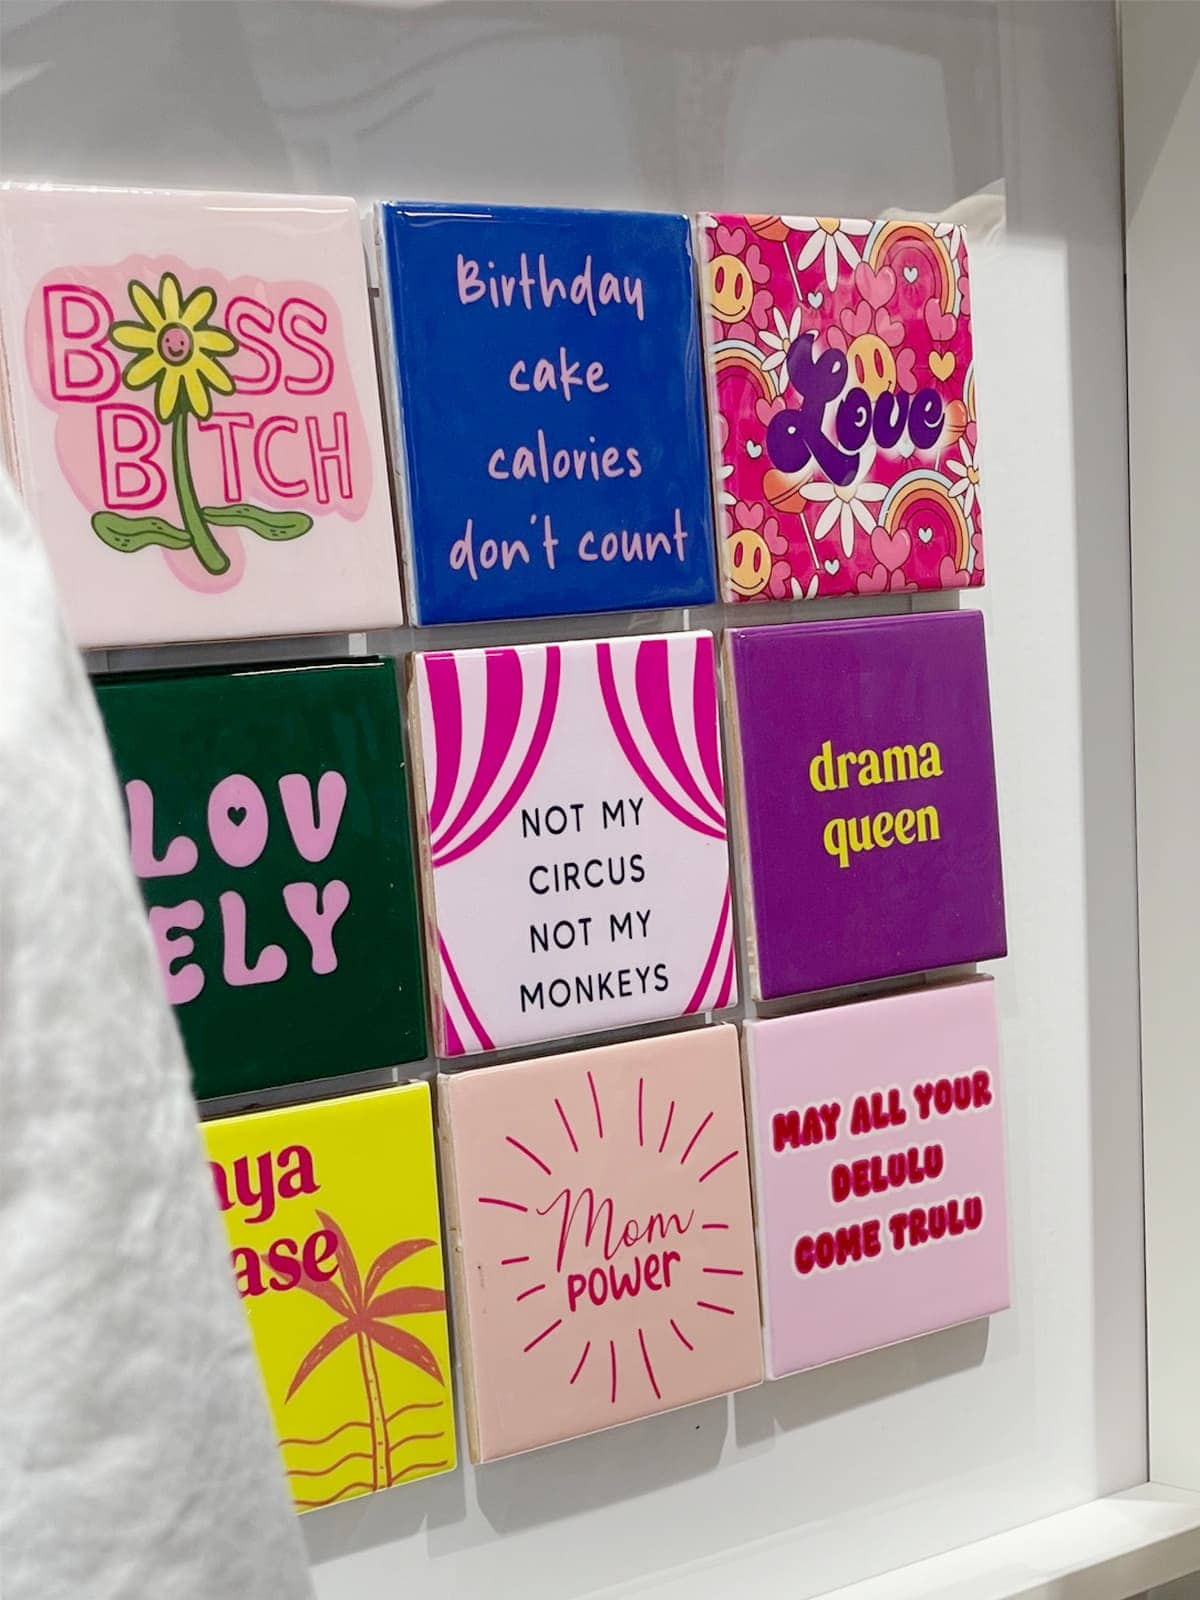 BOSS
BITCH
Birthday
cake
calories
don't count
Love
LOV
ELY
NOT MY
CIRCUS
NOT MY
MONKEYS
drama
queen
Mom
POWER
MAY ALL YOUR
DELULU
COME TRULU